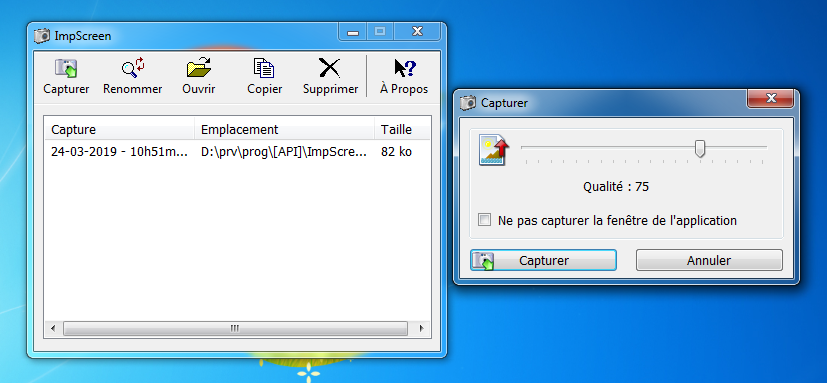 ImpScreen
Capturer Renommer Ouvrir Copier Supprimer À Propos
Capture Emplacement Taille
24-03-2019 - 10h51m... D:\prv\prog\[API]\ImpScre... 82 ko
Capturer
Qualité : 75
Ne pas capturer la fenêtre de l'application
Capturer Annuler